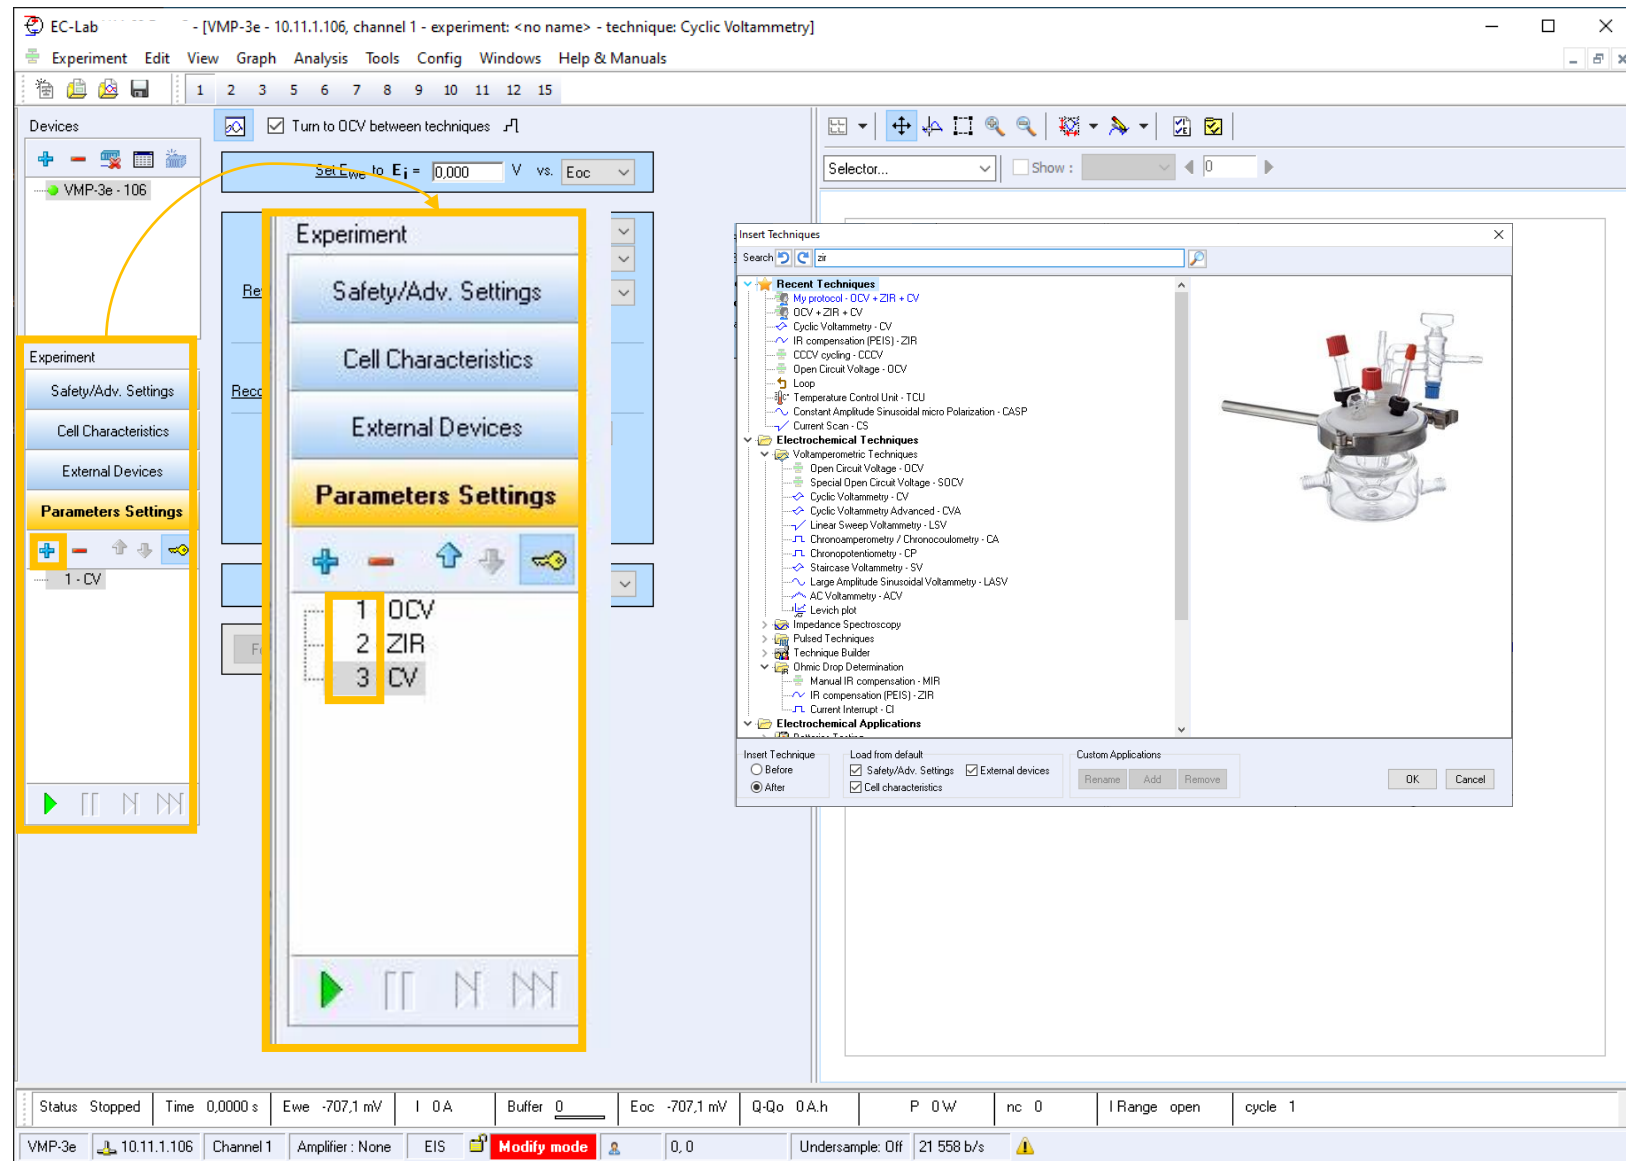 EC-Lab - [VMP-3e - 10.11.1.106, channel 1 - experiment: <no name> - technique: Cyclic Voltammetry]
Experiment Edit View Graph Analysis Tools Config Windows Help & Manuals
1 2 3 5 6 7 8 9 10 11 12 15
Devices
VMP-3e - 106
Turn to OCV between techniques
Set Ewe to Ei = 0,000 V vs. Eoc
Selector...
Show :
0
Experiment
Safety/Adv. Settings
Cell Characteristics
External Devices
Parameters Settings
1 - CV
Experiment
Safety/Adv. Settings
Cell Characteristics
External Devices
Parameters Settings
1 OCV
2 ZIR
3 CV
Insert Techniques
Search zir
Recent Techniques
My protocol - OCV + ZIR + CV
OCV + ZIR + CV
Cyclic Voltammetry - CV
IR compensation (PEIS) - ZIR
CCCV cycling - CCCV
Open Circuit Voltage - OCV
Loop
Temperature Control Unit - TCU
Constant Amplitude Sinusoidal micro Polarization - CASP
Current Scan - CS
Electrochemical Techniques
Voltamperometric Techniques
Open Circuit Voltage - OCV
Special Open Circuit Voltage - SOCV
Cyclic Voltammetry - CV
Cyclic Voltammetry Advanced - CVA
Linear Sweep Voltammetry - LSV
Chronoamperometry / Chronocoulometry - CA
Chronopotentiometry - CP
Staircase Voltammetry - SV
Large Amplitude Sinusoidal Voltammetry - LASV
AC Voltammetry - ACV
Levich plot
Impedance Spectroscopy
Pulsed Techniques
Technique Builder
Ohmic Drop Determination
Manual IR compensation - MIR
IR compensation (PEIS) - ZIR
Current Interrupt - CI
Electrochemical Applications
Insert Technique
Before
After
Load from default
Safety/Adv. Settings
External devices
Cell characteristics
Custom Applications
Rename Add Remove
OK Cancel
Status Stopped Time 0,0000 s Ewe -707,1 mV I 0 A Buffer 0 Eoc -707,1 mV Q-Qo 0 A.h P 0 W nc 0 I Range open cycle 1
VMP-3e 10.11.1.106 Channel 1 Amplifier : None EIS Modify mode 0, 0 Undersample: Off 21 558 b/s